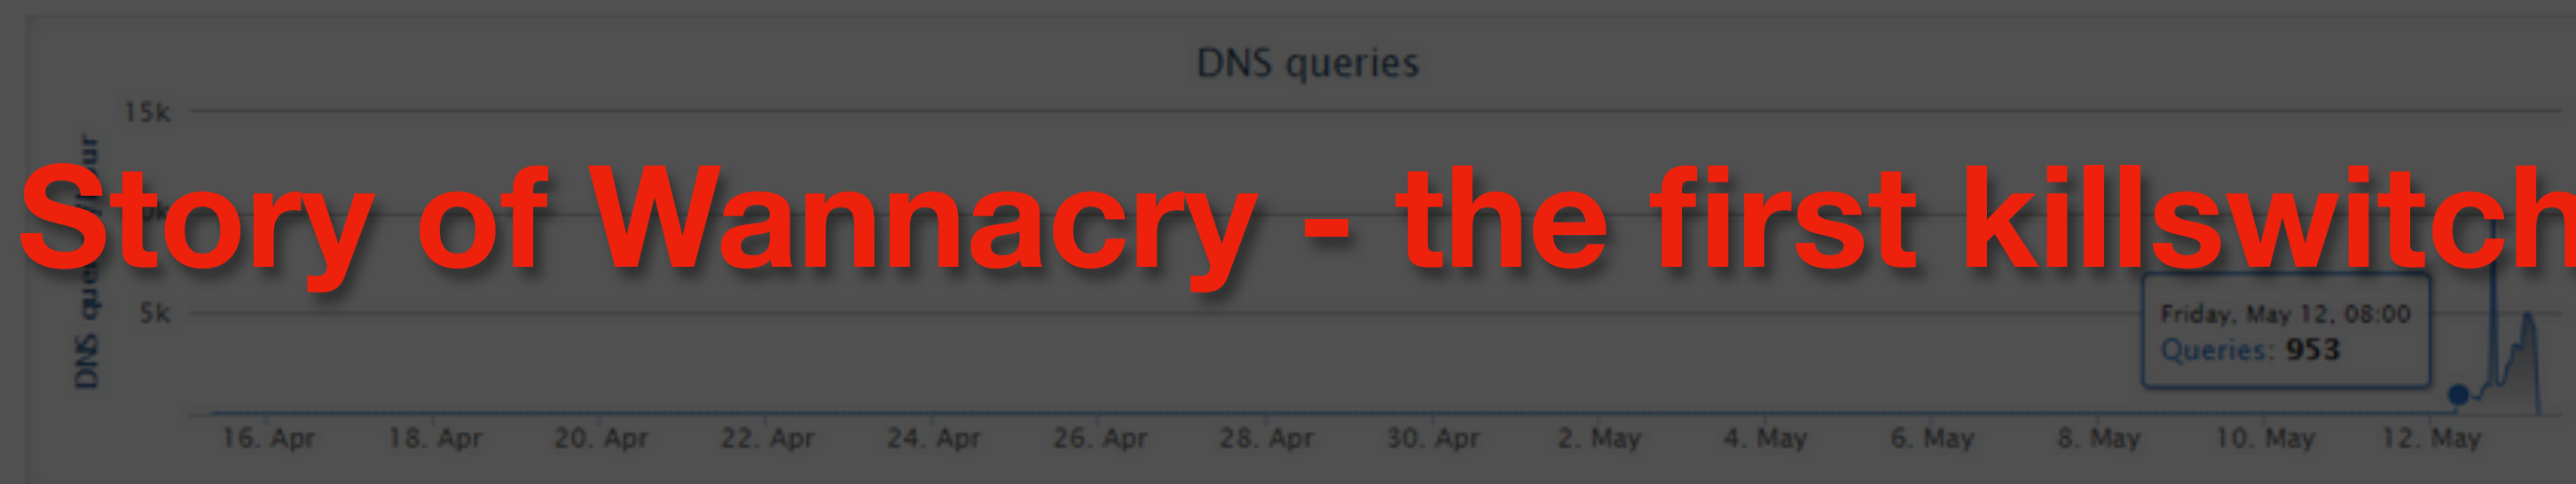 DNS queries
15k
Story of Wannacry - the first killswitch
5k
DNS
Friday, May 12, 08:00
Queries: 953
16. Apr 18. Apr 20. Apr 22. Apr 24. Apr 26. Apr 28. Apr 30. Apr 2. May 4. May 6. May 8. May 10. May 12. May